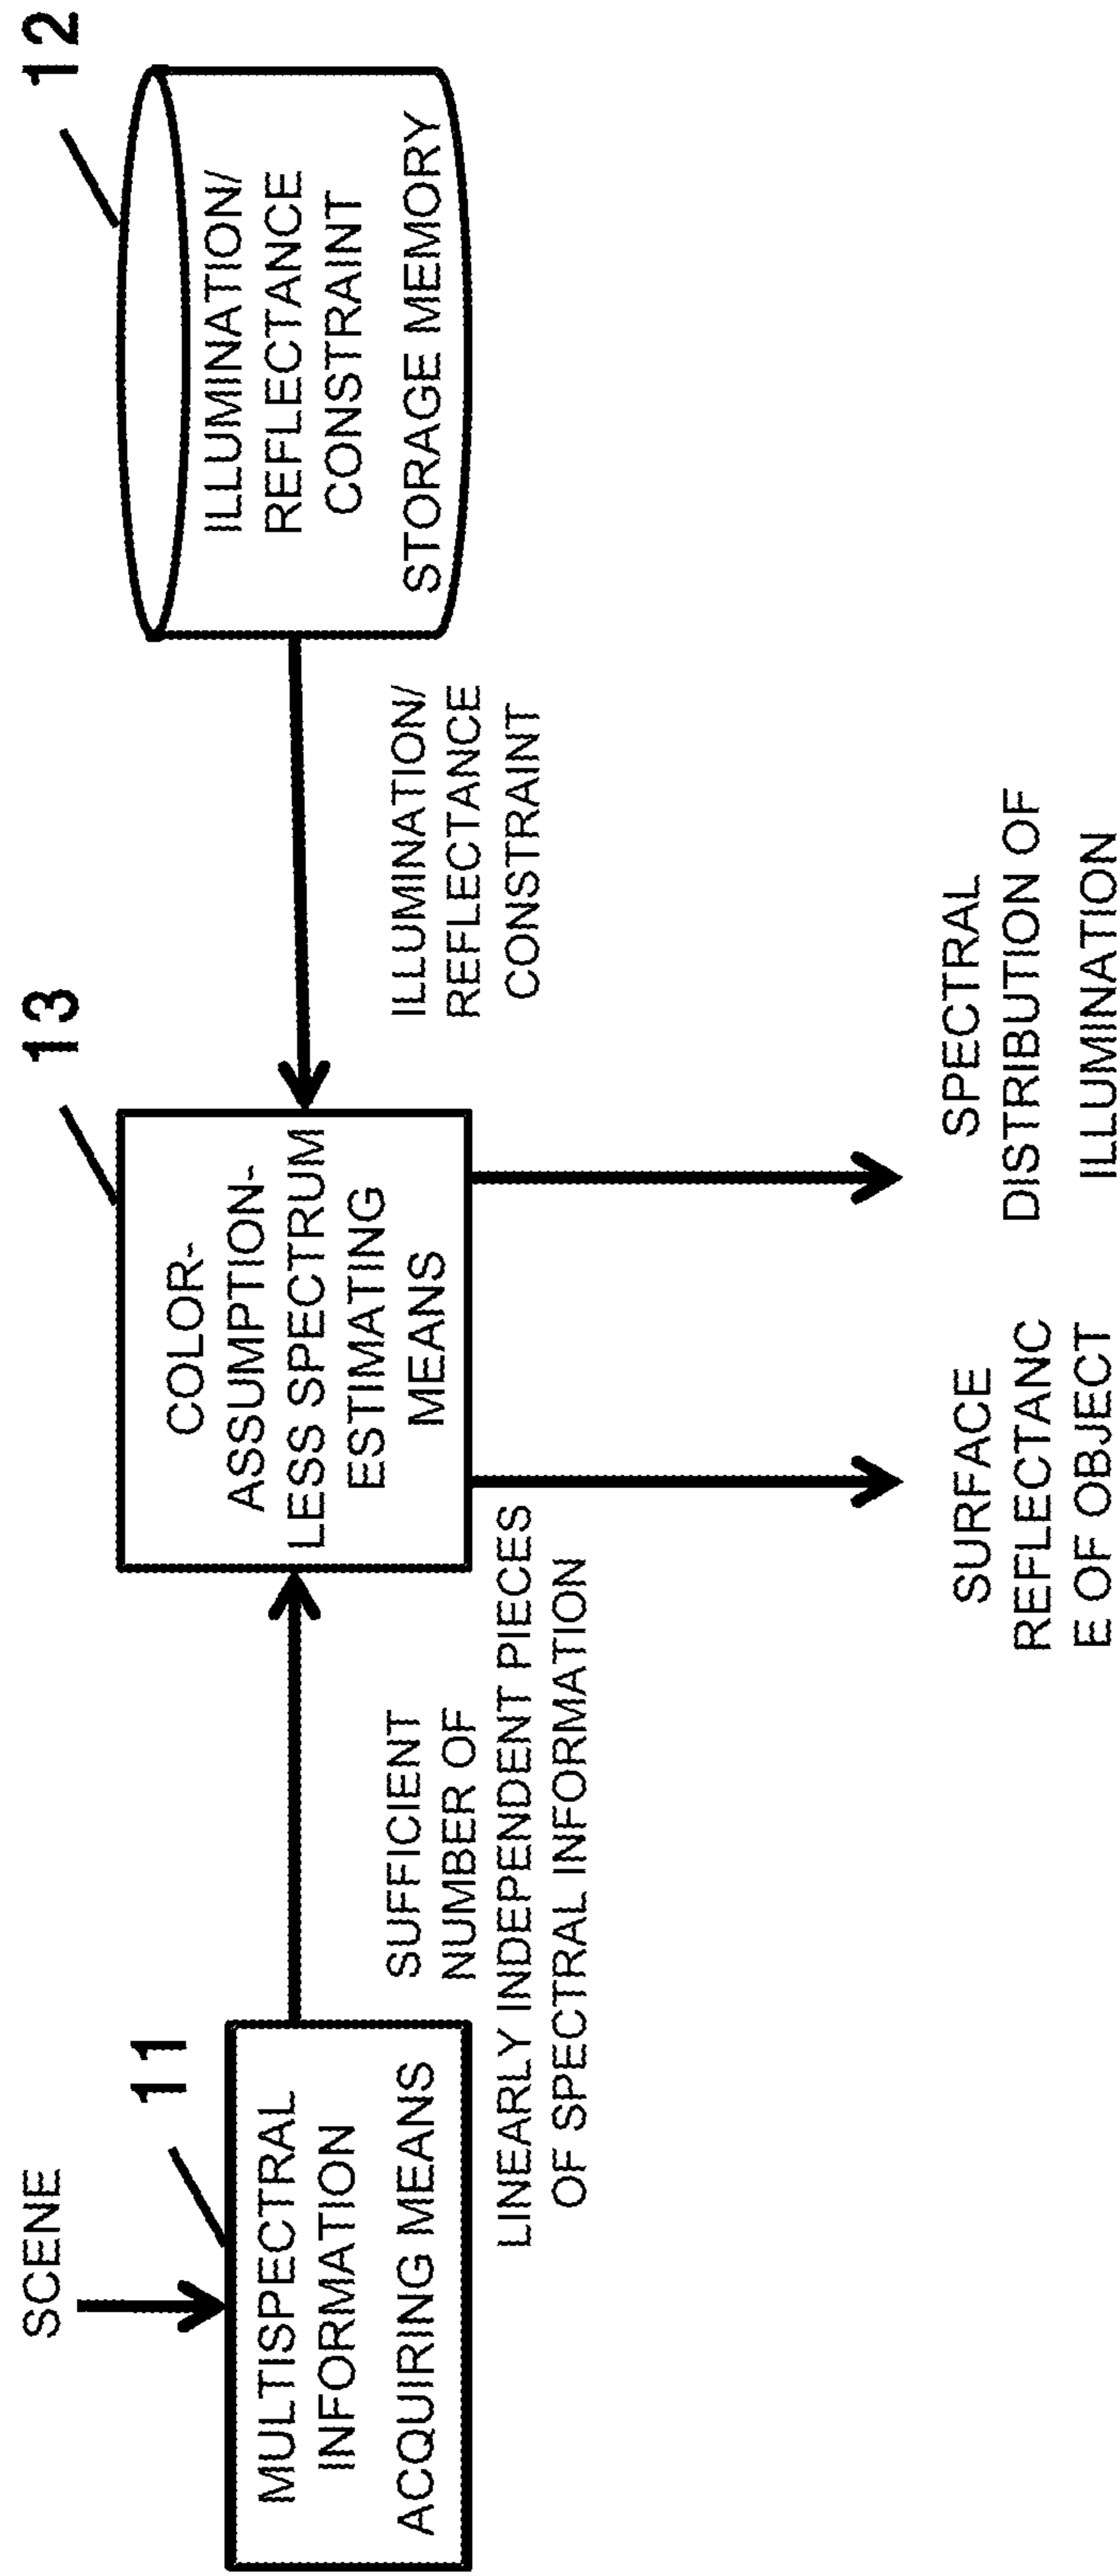 SCENE
11
MULTISPECTRAL
INFORMATION
ACQUIRING MEANS
SUFFICIENT
NUMBER OF
LINEARLY INDEPENDENT PIECES
OF SPECTRAL INFORMATION
13
COLOR-
ASSUMPTION-
LESS SPECTRUM
ESTIMATING
MEANS
ILLUMINATION/
REFLECTANCE
CONSTRAINT
12
ILLUMINATION/
REFLECTANCE
CONSTRAINT
STORAGE MEMORY
SURFACE
REFLECTANC
E OF OBJECT
SPECTRAL
DISTRIBUTION OF
ILLUMINATION